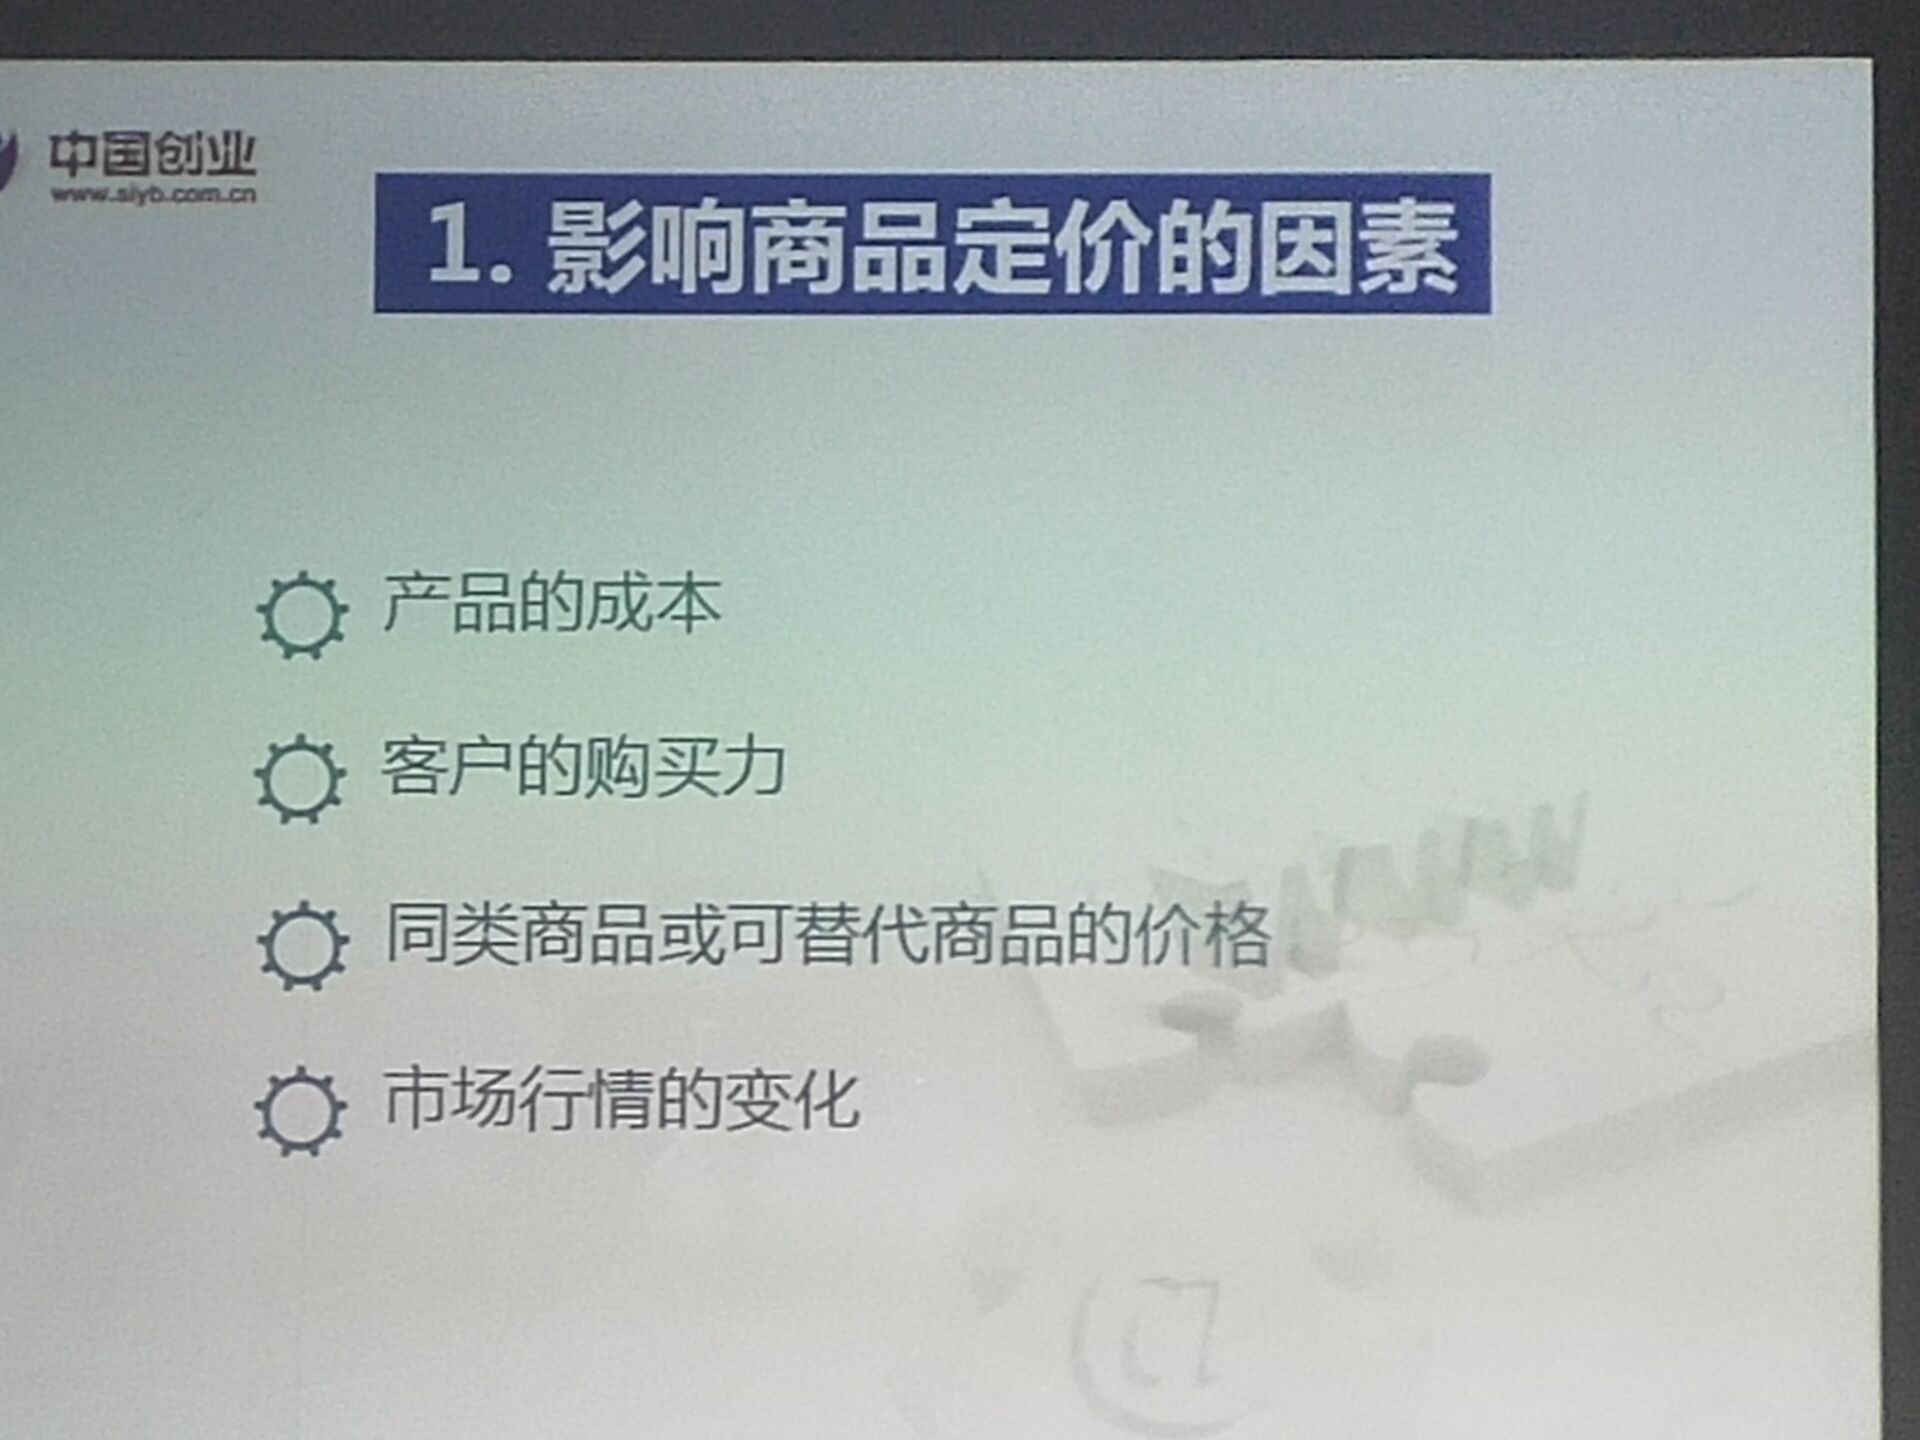 中国创业
www.siyb.com.cn
1. 影响商品定价的因素
产品的成本
客户的购买力
同类商品或可替代商品的价格
市场行情的变化